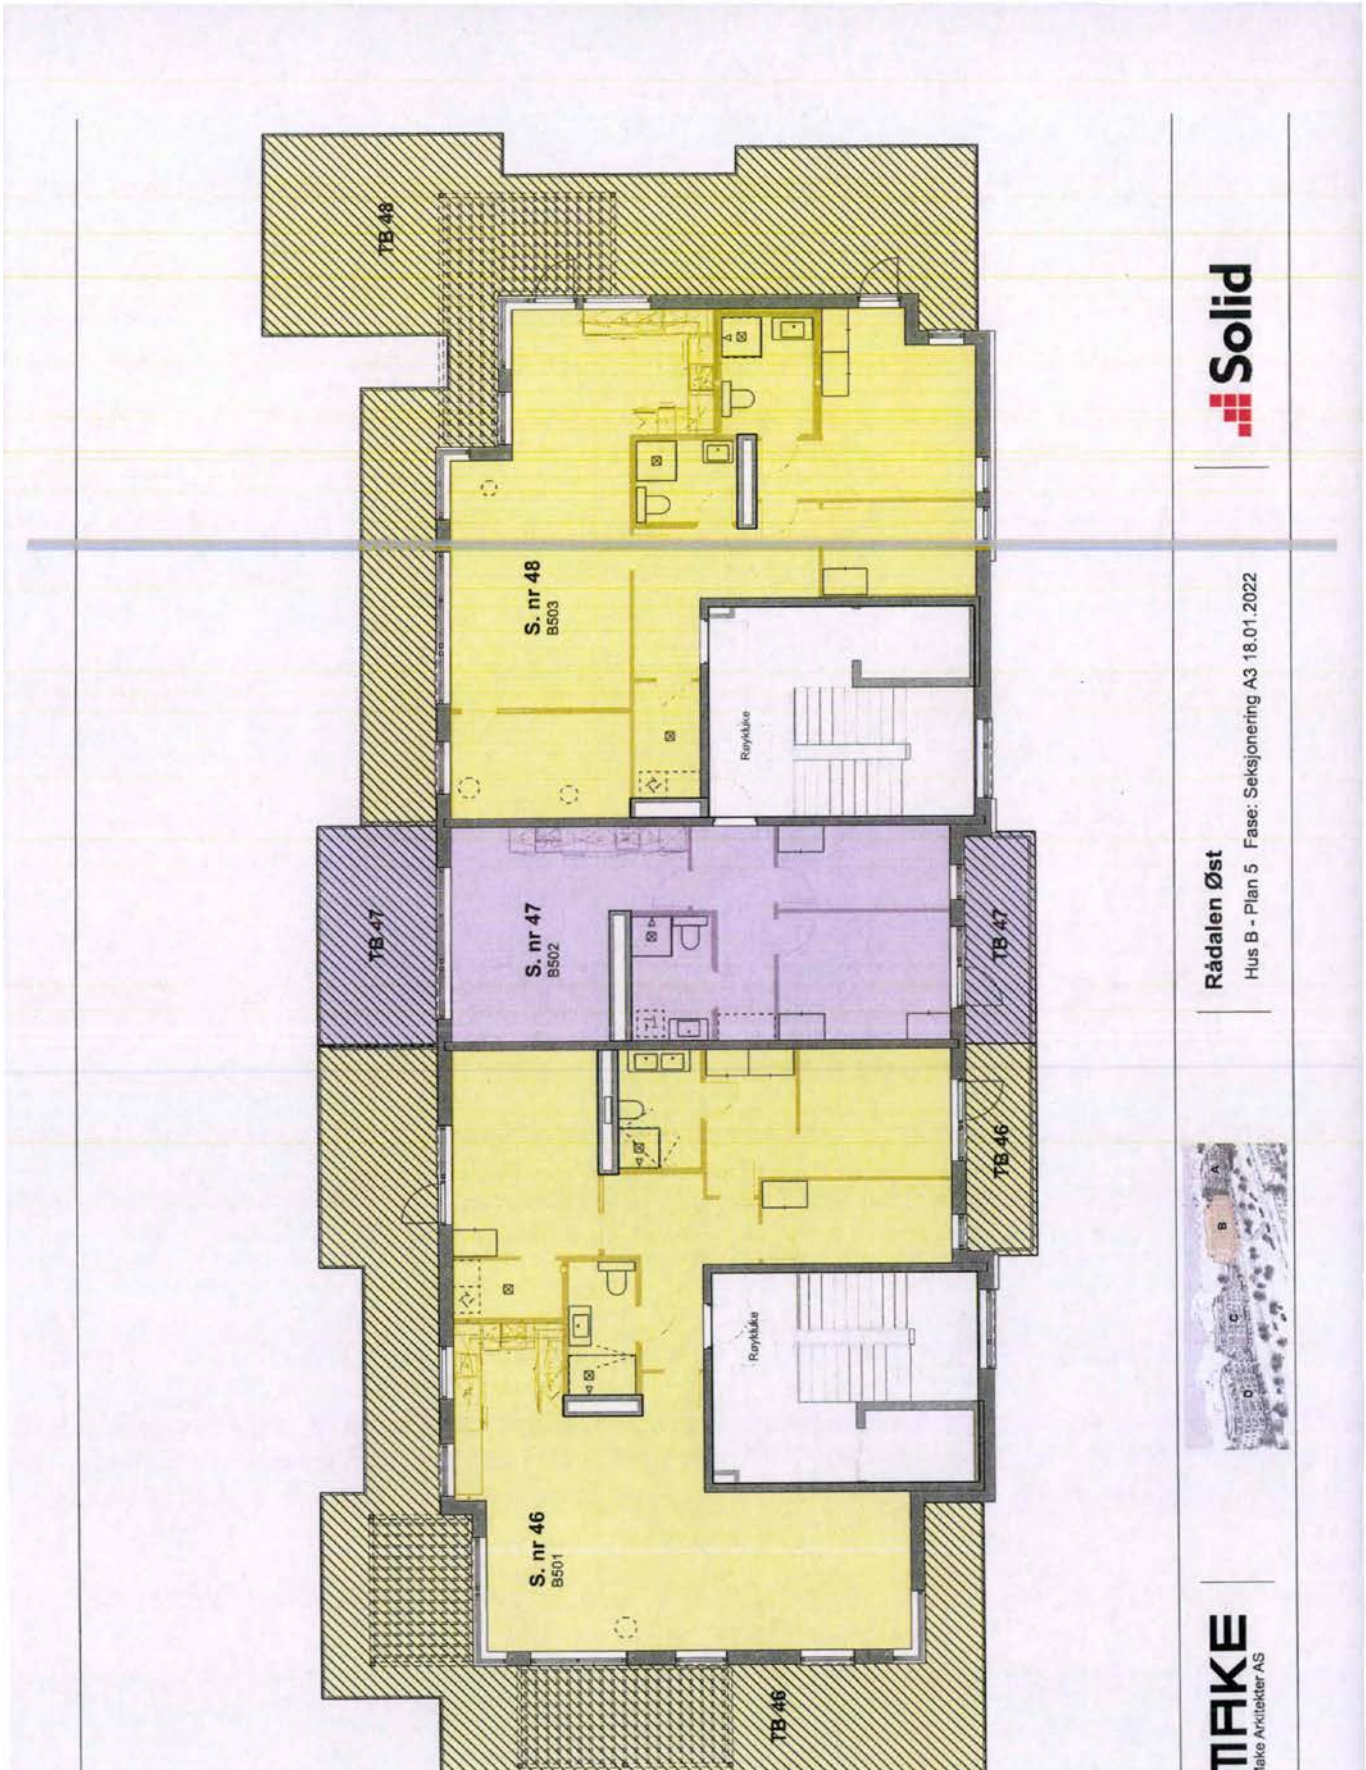 TB 48
S. nr 48
B503
Røykluke
TB 47
S. nr 47
B502
TB 47
TB 46
Røykluke
S. nr 46
B501
TB 46
Solid
Rådalen Øst
Hus B - Plan 5 Fase: Seksjonering A3 18.01.2022
A
B
C
D
MAKE
Make Arkitekter AS